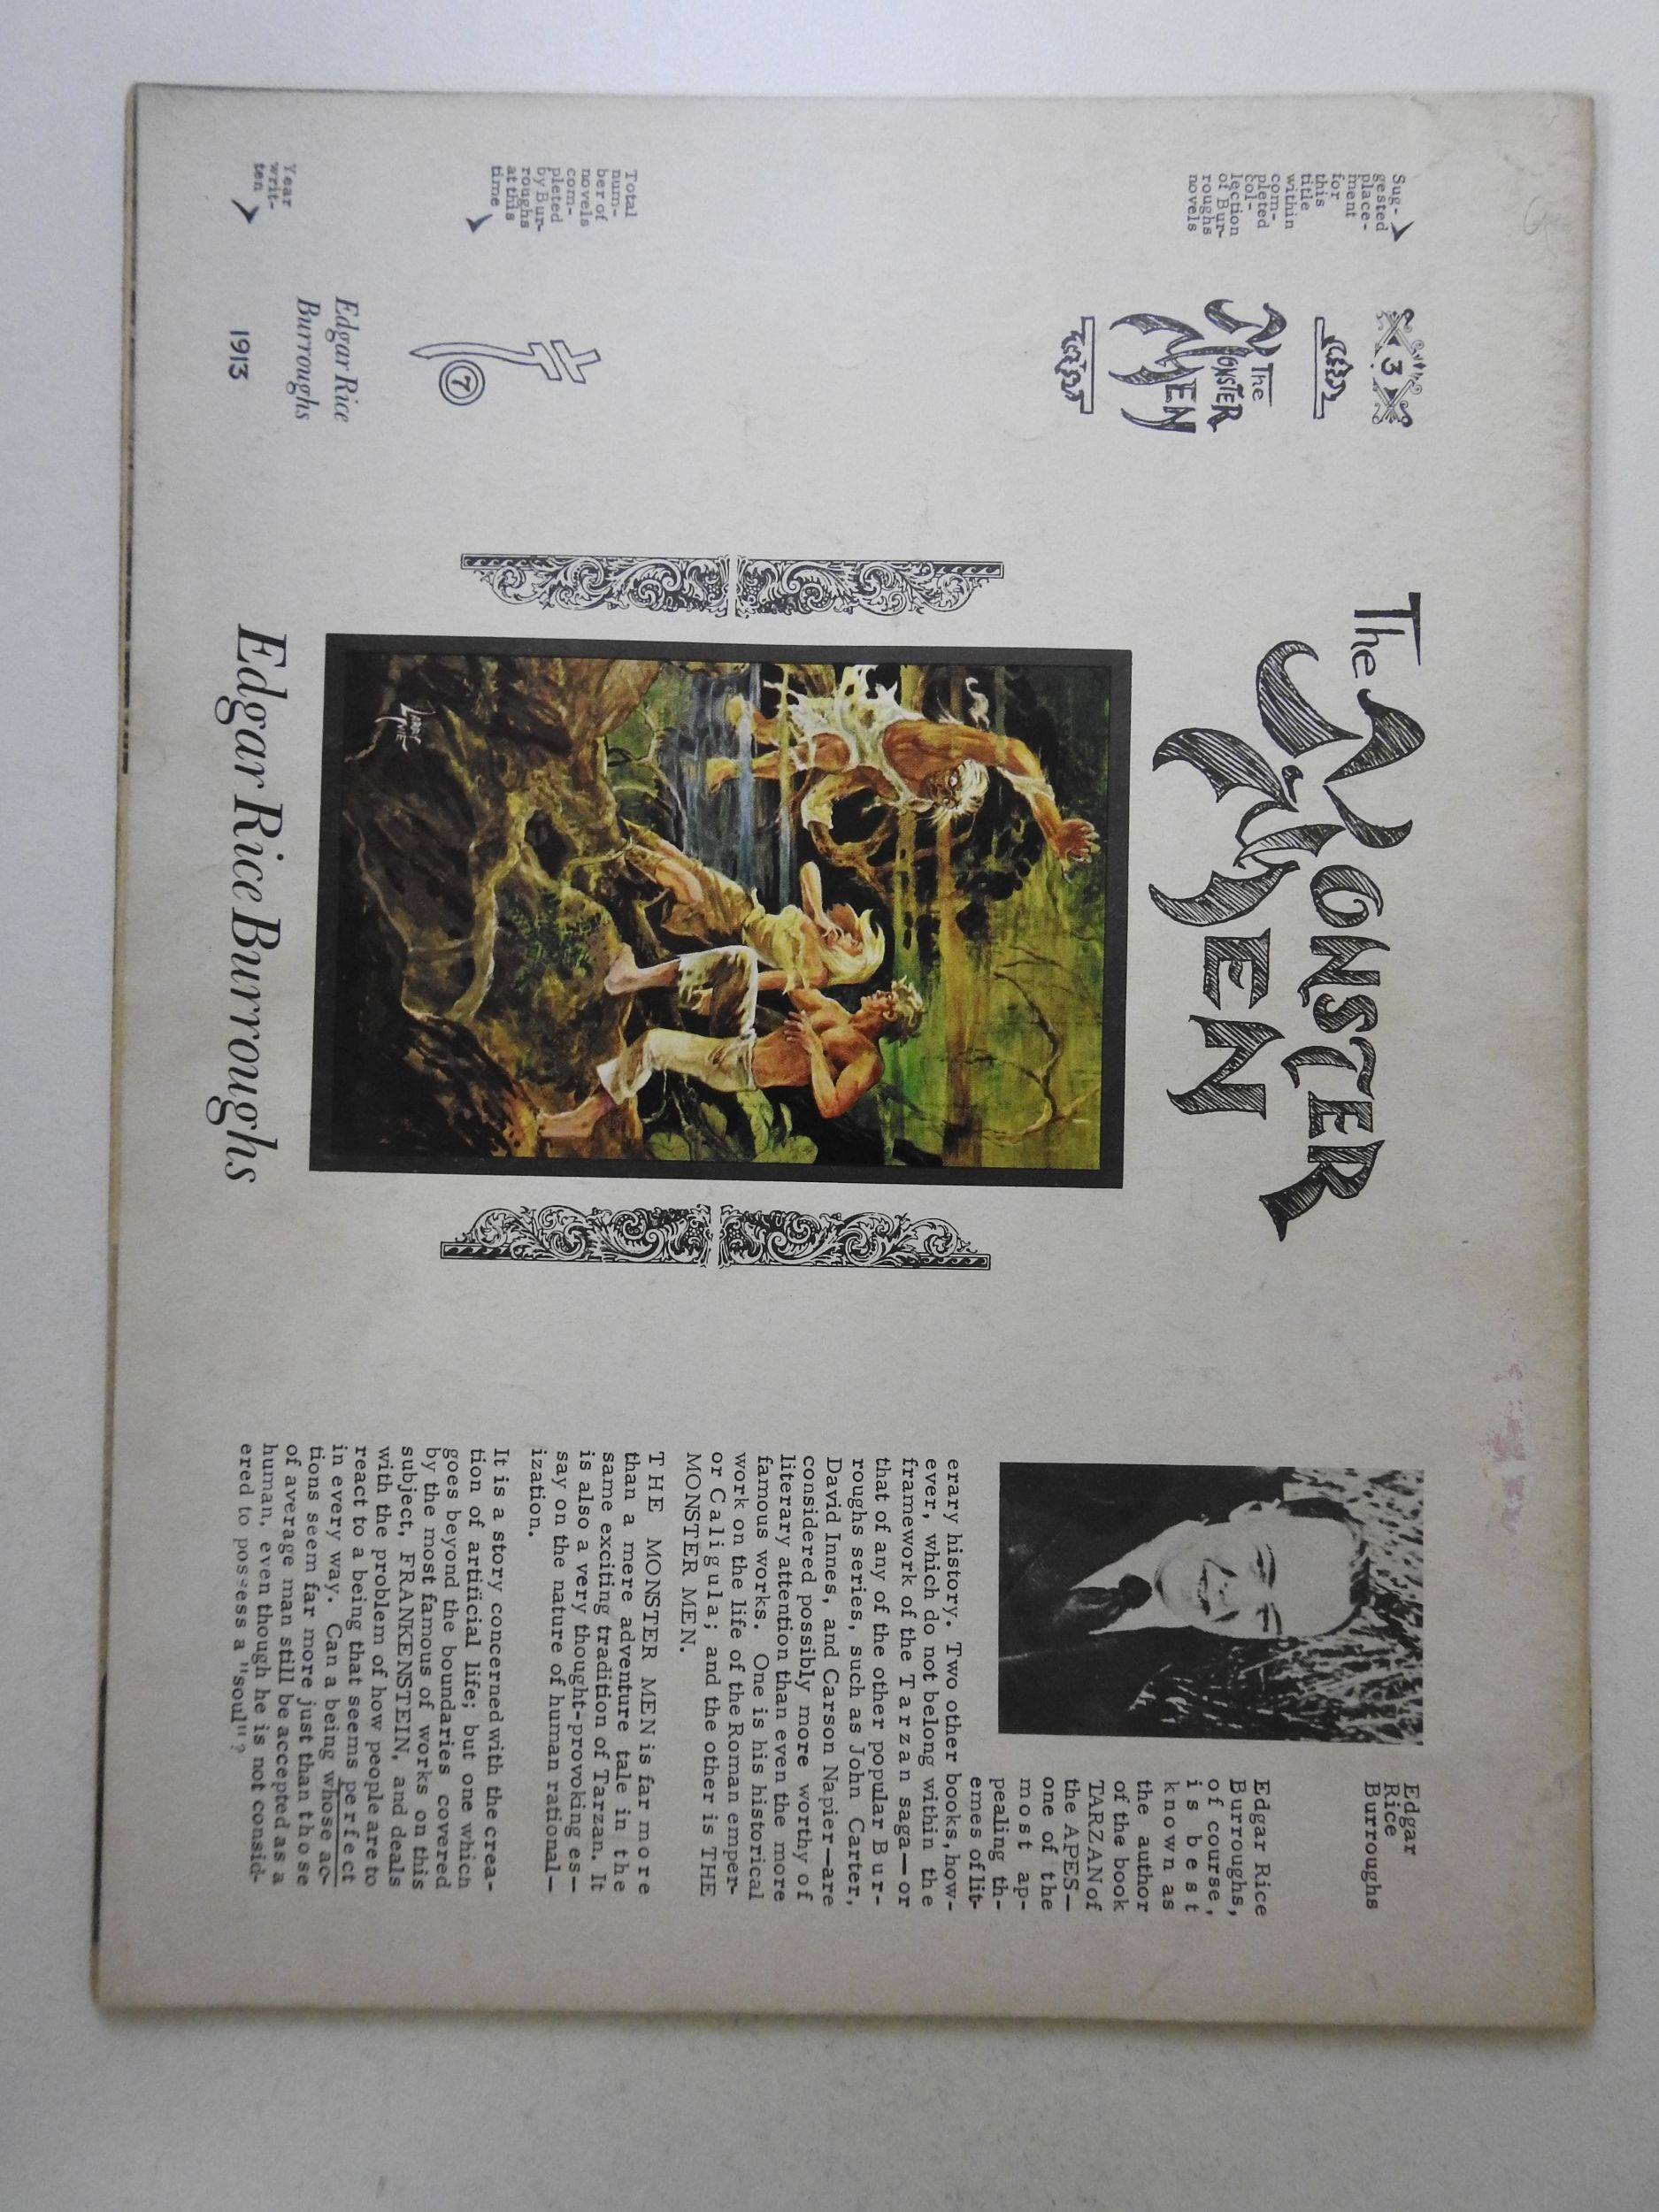 Sug-
gested
place-
ment
for
this
title
within
com-
pleted
col-
lection
of Bur-
roughs
novels
3
The
MONSTER
MEN
Total
num-
ber of
novels
com-
pleted
by Bur-
roughs
at this
time
7
Edgar Rice
Burroughs
Year
writ-
ten
1913
The
MONSTER
MEN
Edgar Rice Burroughs
Edgar
Rice
Burroughs
Edgar Rice
Burroughs,
of course,
is best
known as
the author
of the book
TARZAN of
the APES—
one of the
most ap-
pealing th-
emes of lit-
erary history. Two other books, how-
ever, which do not belong within the
framework of the Tarzan saga—or
that of any of the other popular Bur-
roughs series, such as John Carter,
David Innes, and Carson Napier—are
considered possibly more worthy of
literary attention than even the more
famous works. One is his historical
work on the life of the Roman emper-
or Caligula; and the other is THE
MONSTER MEN.
THE MONSTER MEN is far more
than a mere adventure tale in the
same exciting tradition of Tarzan. It
is also a very thought-provoking es—
say on the nature of human rational—
ization.
It is a story concerned with the crea-
tion of artificial life; but one which
goes beyond the boundaries covered
by the most famous of works on this
subject, FRANKENSTEIN, and deals
with the problem of how people are to
react to a being that seems perfect
in every way. Can a being whose ac-
tions seem far more just than those
of average man still be accepted as a
human, even though he is not consid-
ered to possess a "soul"?